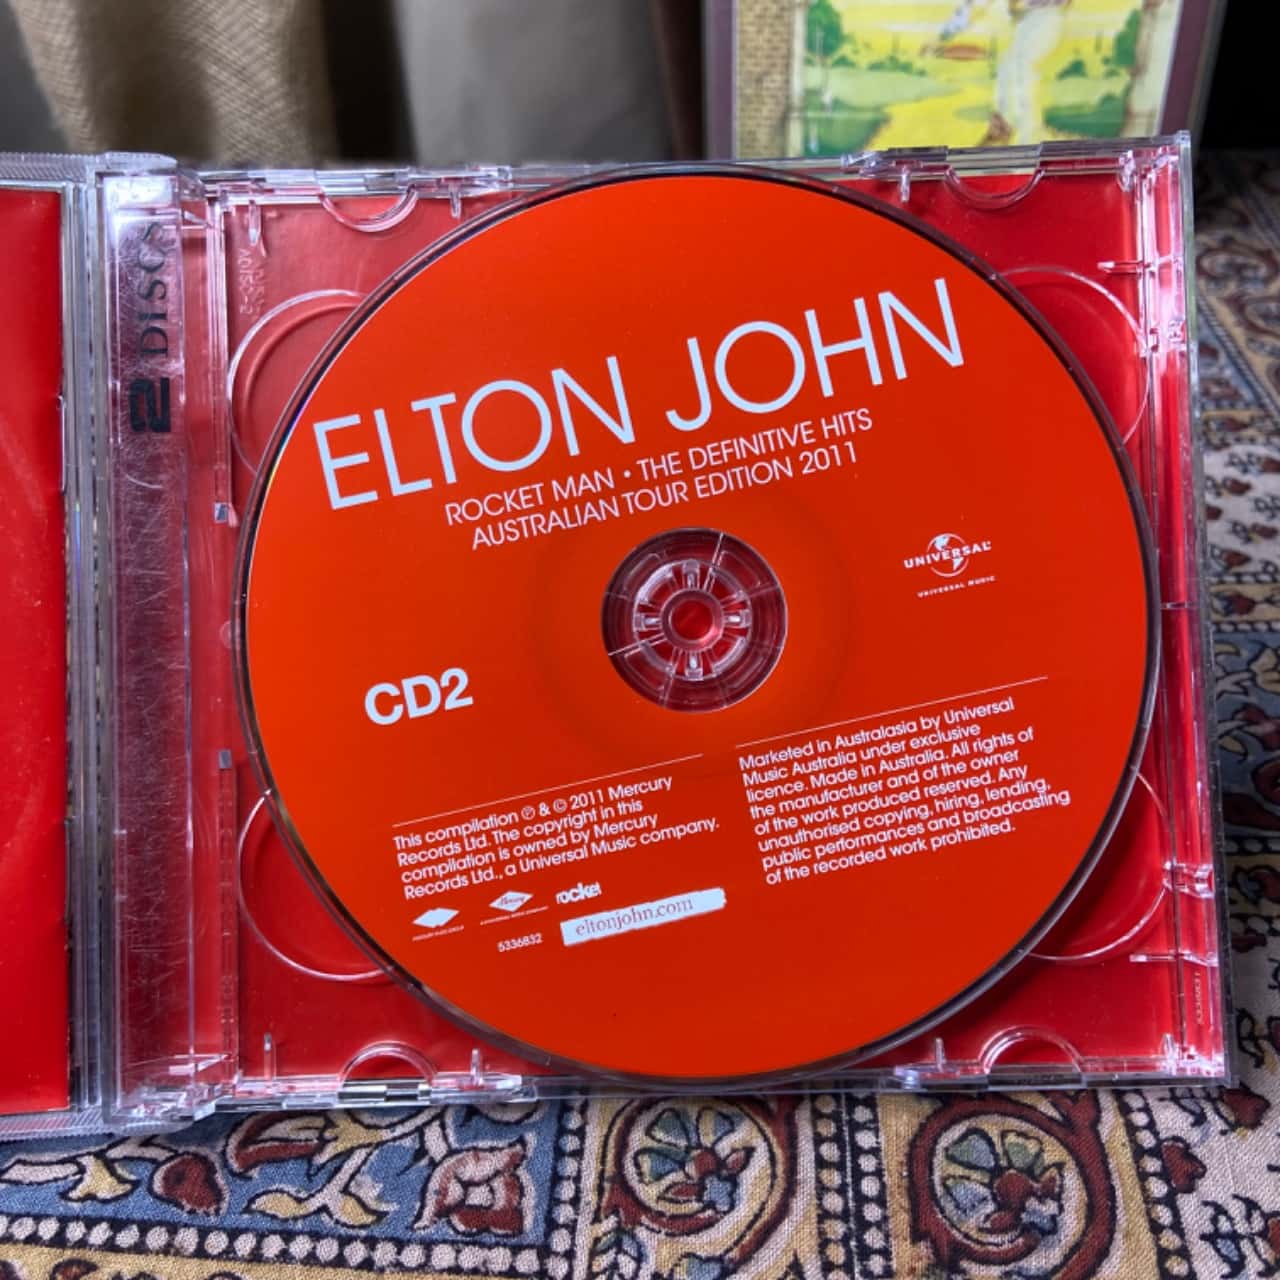 2 DISCS
ELTON JOHN
ROCKET MAN • THE DEFINITIVE HITS
AUSTRALIAN TOUR EDITION 2011
UNIVERSAL
UNIVERSAL MUSIC
CD2
This compilation ℗ & © 2011 Mercury
Records Ltd. The copyright in this
compilation is owned by Mercury
Records Ltd., a Universal Music company.
Marketed in Australasia by Universal
Music Australia under exclusive
licence. Made in Australia. All rights of
the manufacturer and of the owner
of the work produced reserved. Any
unauthorised copying, hiring, lending,
public performances and broadcasting
of the recorded work prohibited.
Mercury
rocket
5336832
eltonjohn.com